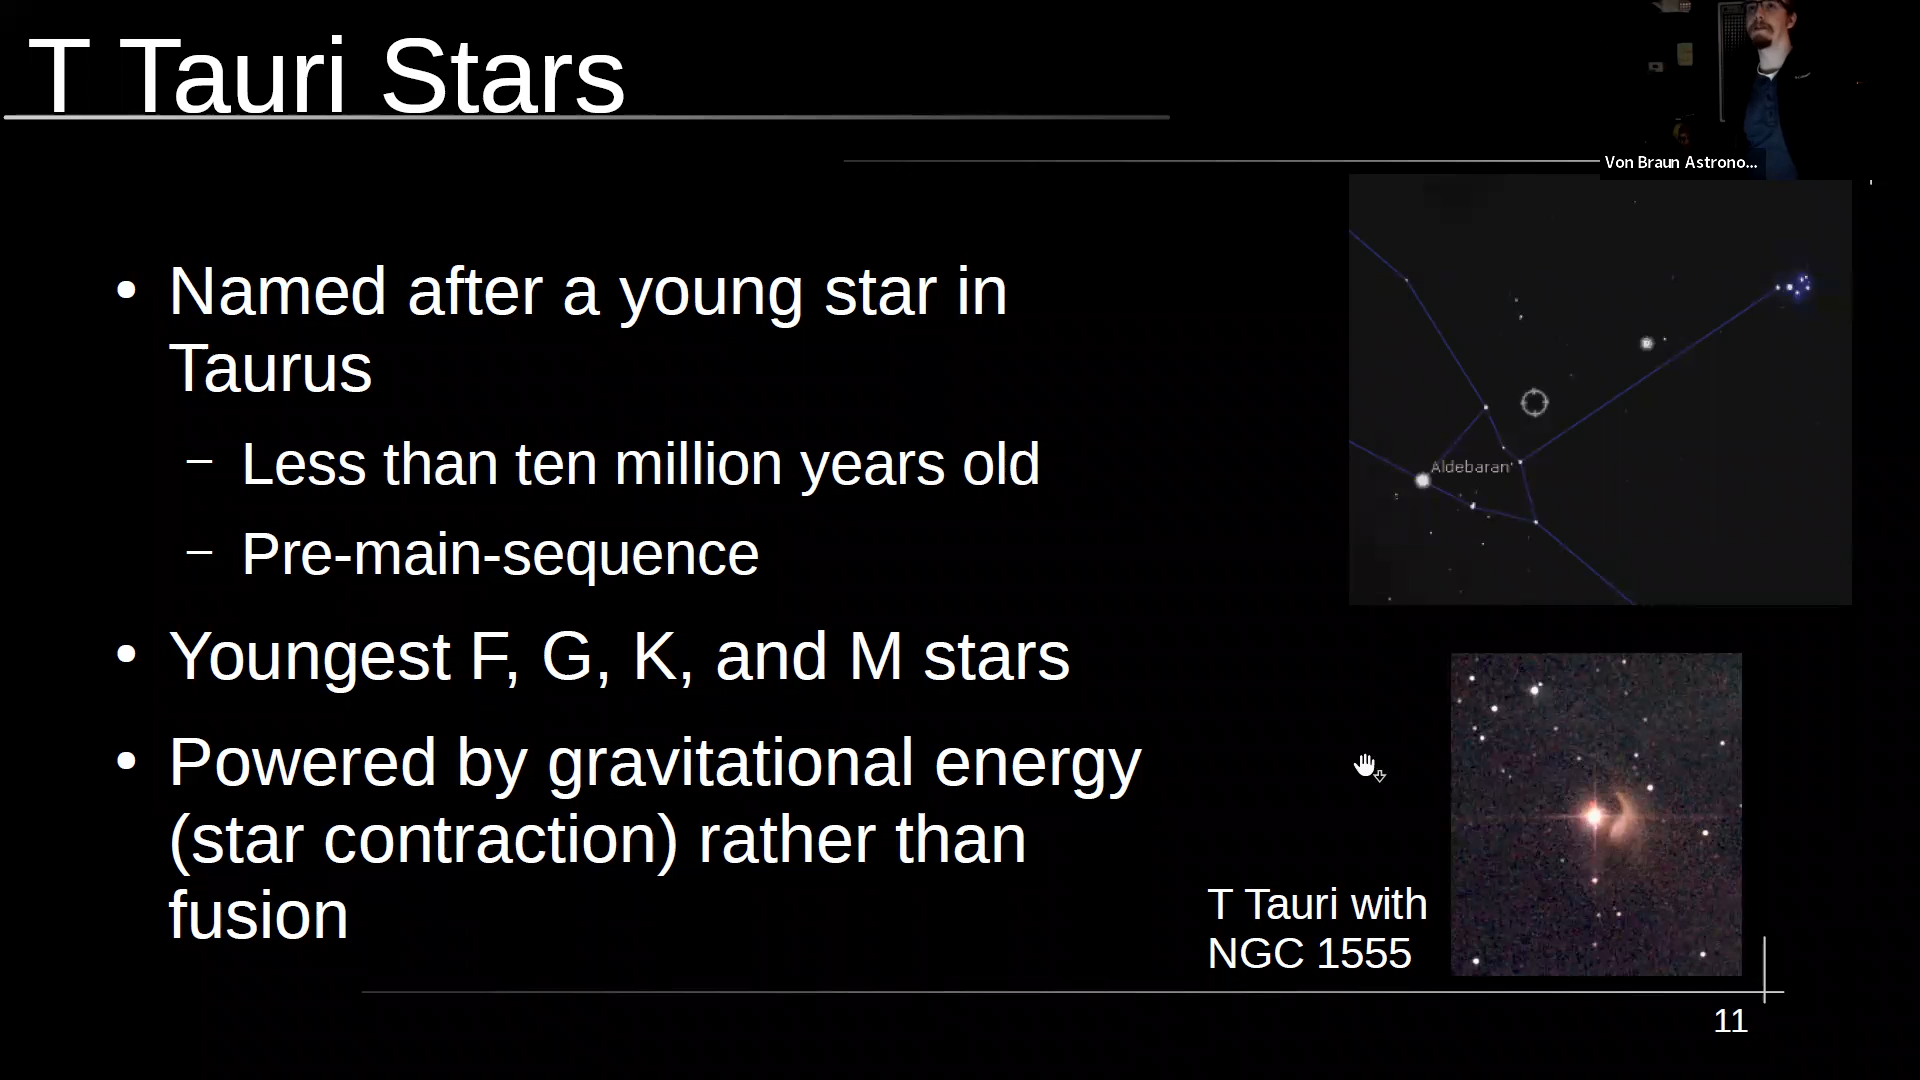 T Tauri Stars
Von Braun Astrono...
• Named after a young star in
Taurus
– Less than ten million years old
– Pre-main-sequence
• Youngest F, G, K, and M stars
• Powered by gravitational energy
(star contraction) rather than
fusion
Aldebaran
T Tauri with
NGC 1555
11